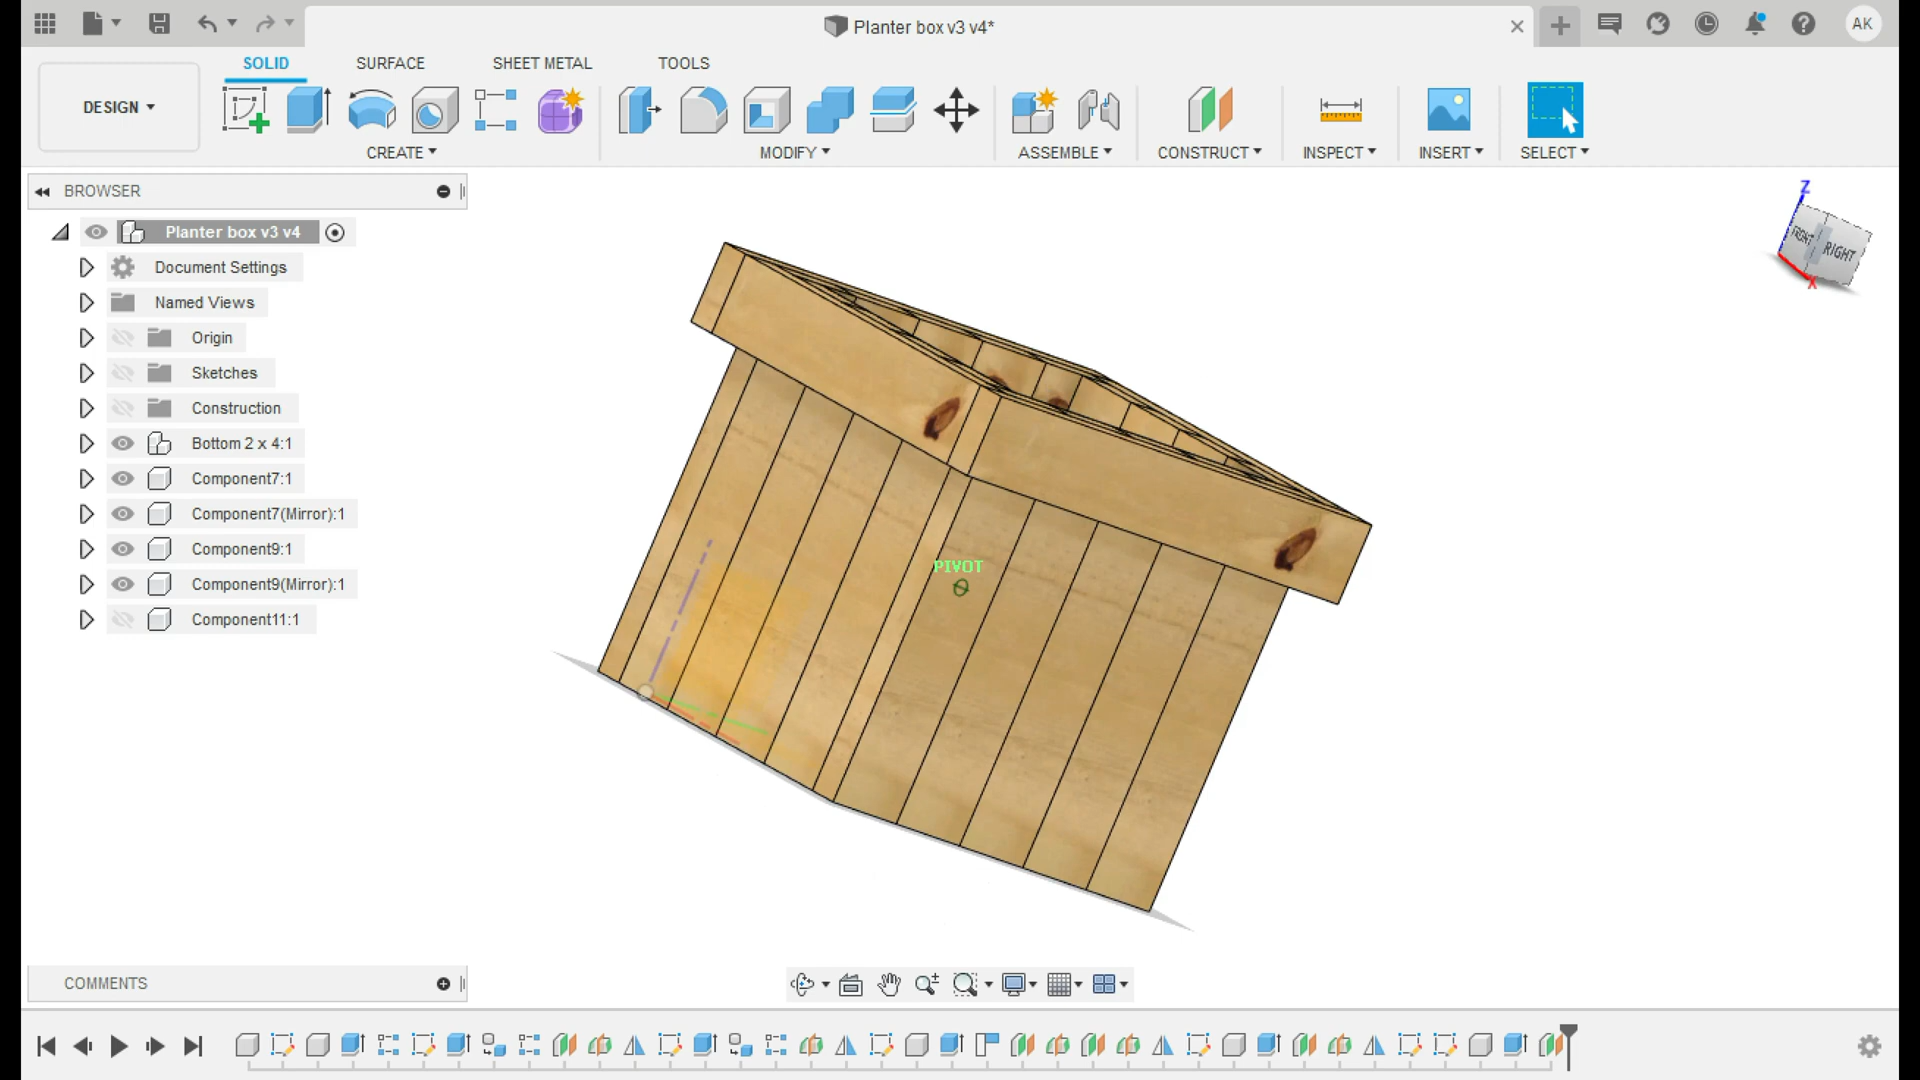 Planter box v3 v4*
AK
SOLID
SURFACE
SHEET METAL
TOOLS
DESIGN
CREATE
MODIFY
ASSEMBLE
CONSTRUCT
INSPECT
INSERT
SELECT
BROWSER
Planter box v3 v4
Document Settings
Named Views
Origin
Sketches
Construction
Bottom 2 x 4:1
Component7:1
Component7(Mirror):1
Component9:1
Component9(Mirror):1
Component11:1
Z
FRONT
RIGHT
X
PIVOT
COMMENTS